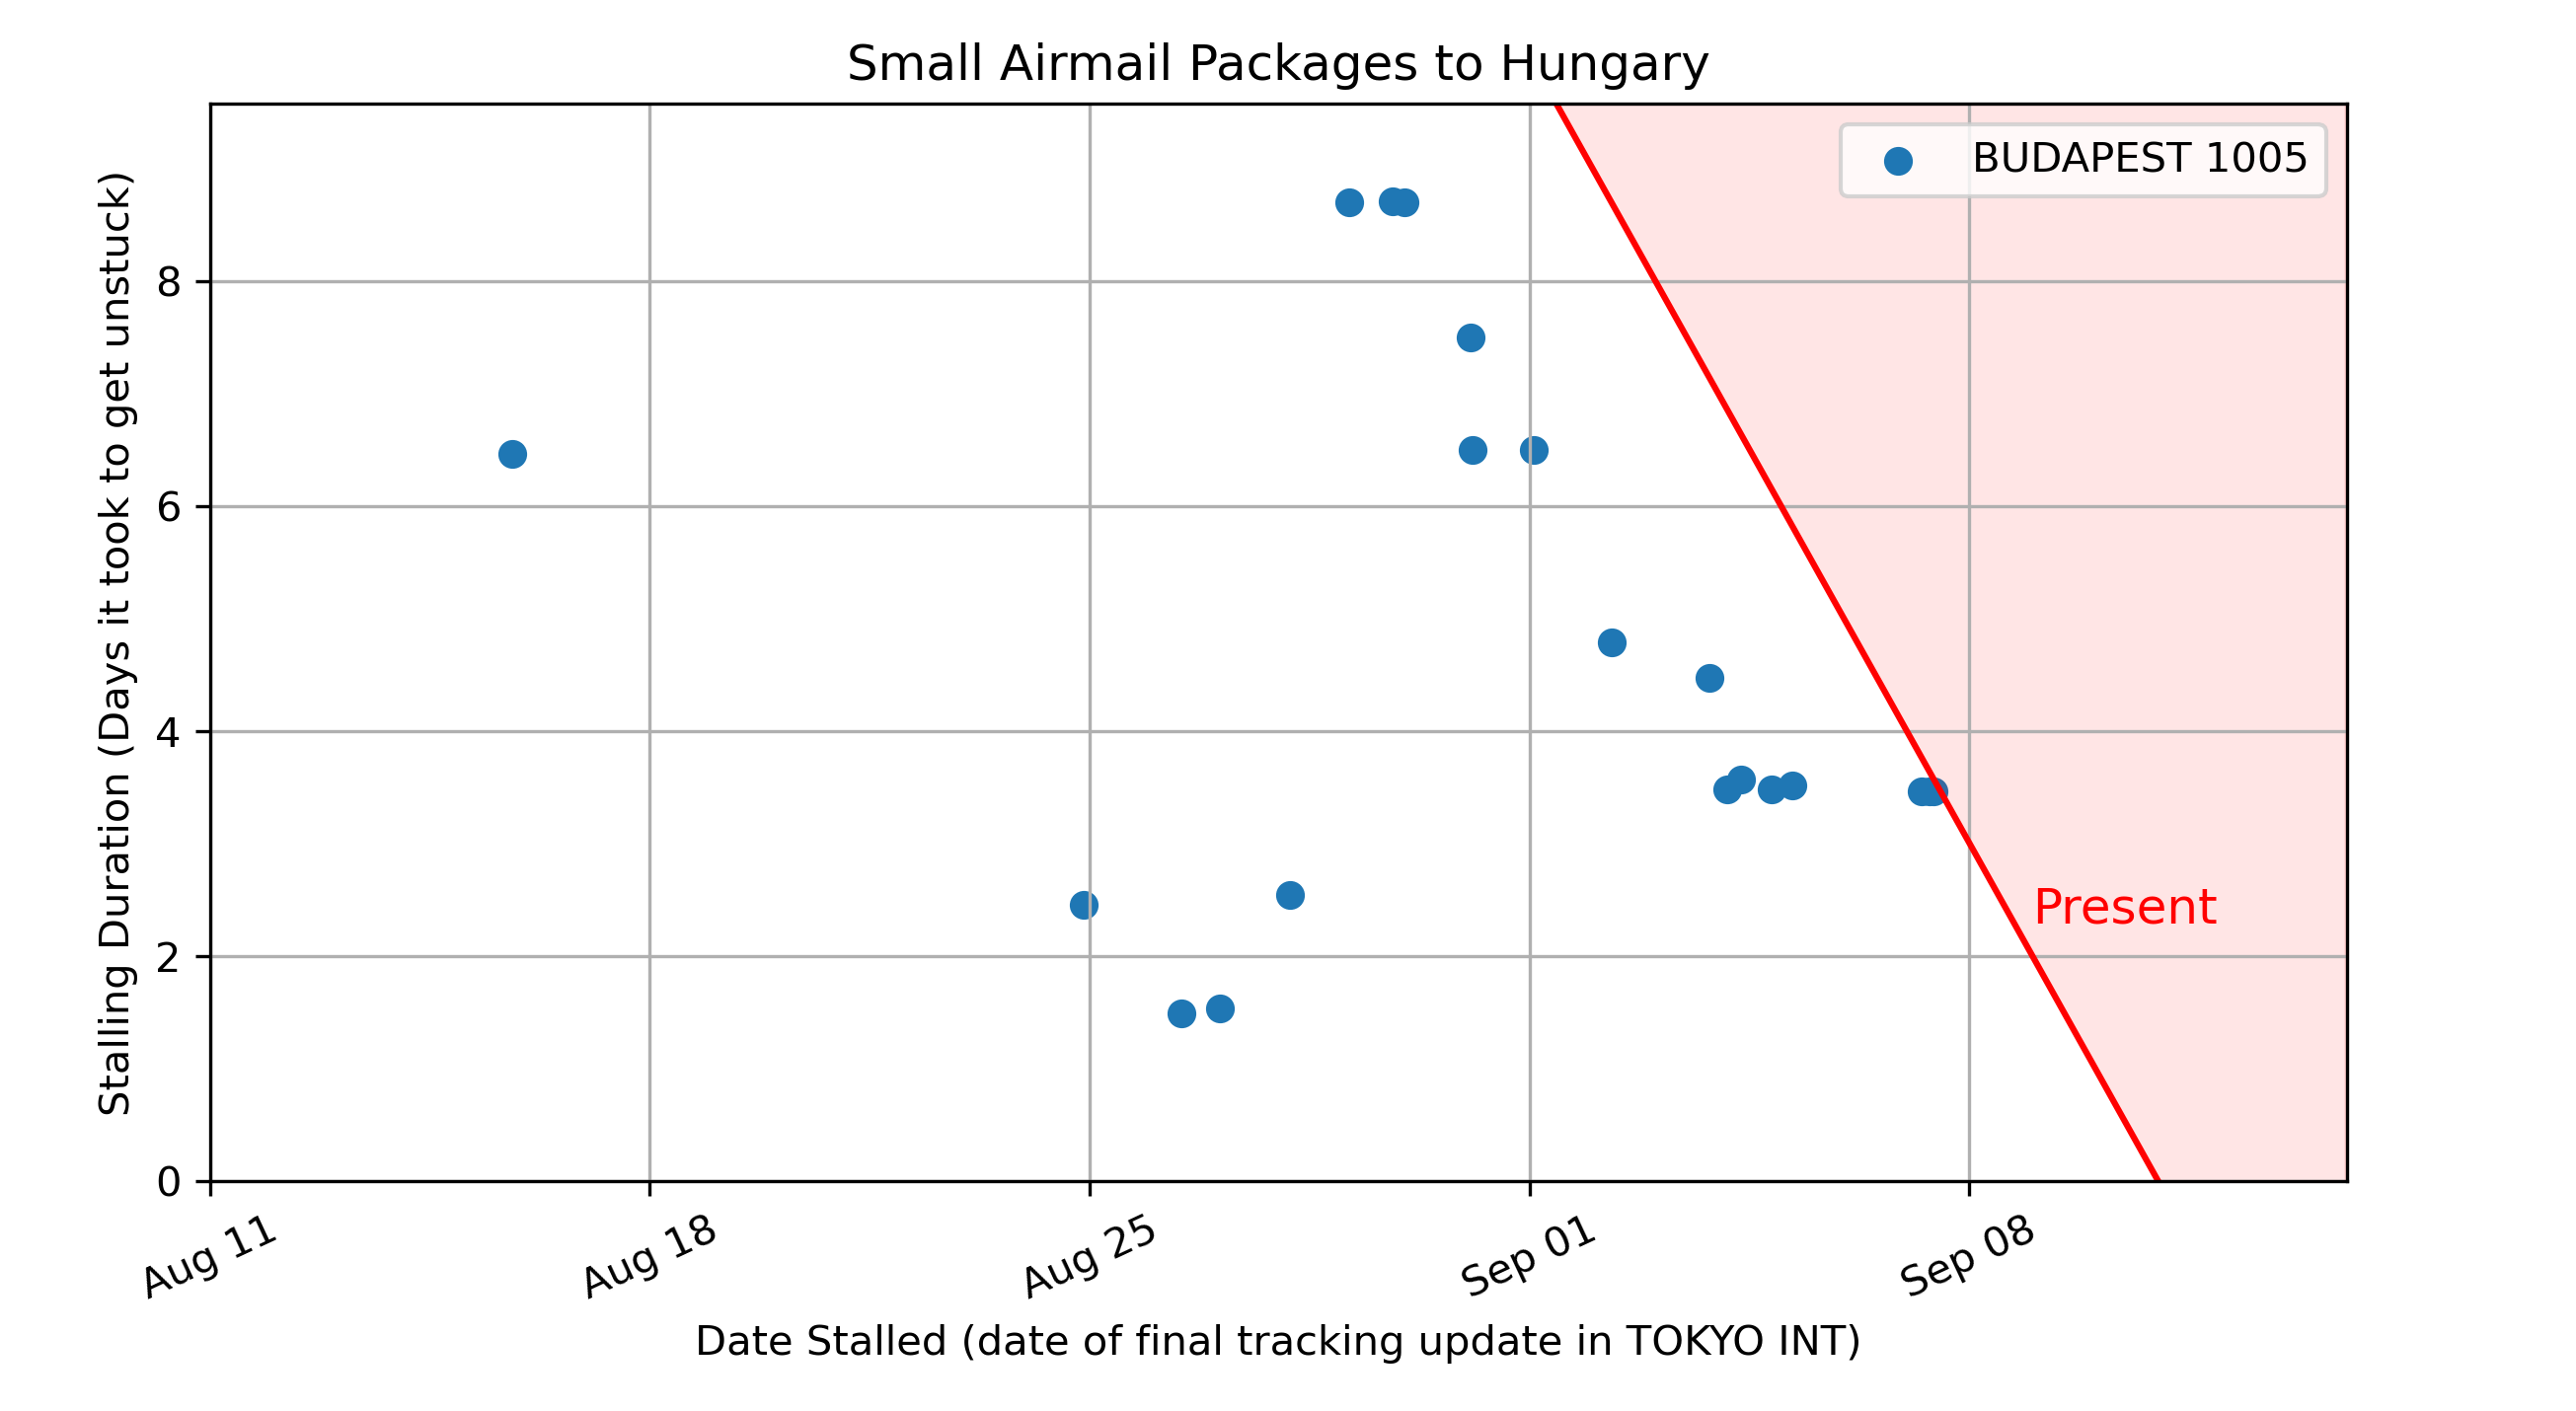 Small Airmail Packages to Hungary
BUDAPEST 1005
Stalling Duration (Days it took to get unstuck)
8
6
4
2
0
Present
Aug 11
Aug 18
Aug 25
Sep 01
Sep 08
Date Stalled (date of final tracking update in TOKYO INT)